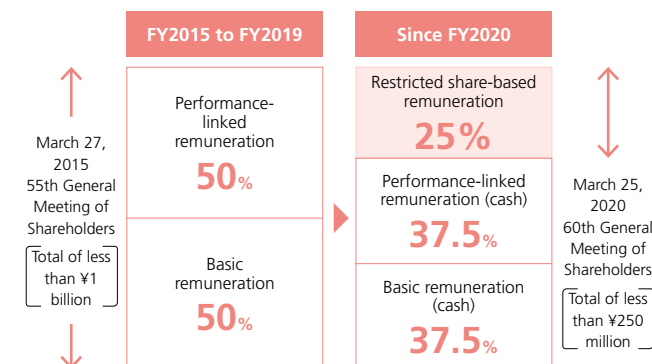 FY2015 to FY2019
Since FY2020
March 27,
2015
55th General
Meeting of
Shareholders
Total of less
than ¥1
billion
Performance-
linked
remuneration
50%
Basic
remuneration
50%
Restricted share-based
remuneration
25%
Performance-linked
remuneration (cash)
37.5%
Basic remuneration
(cash)
37.5%
March 25,
2020
60th General
Meeting of
Shareholders
Total of less
than ¥250
million